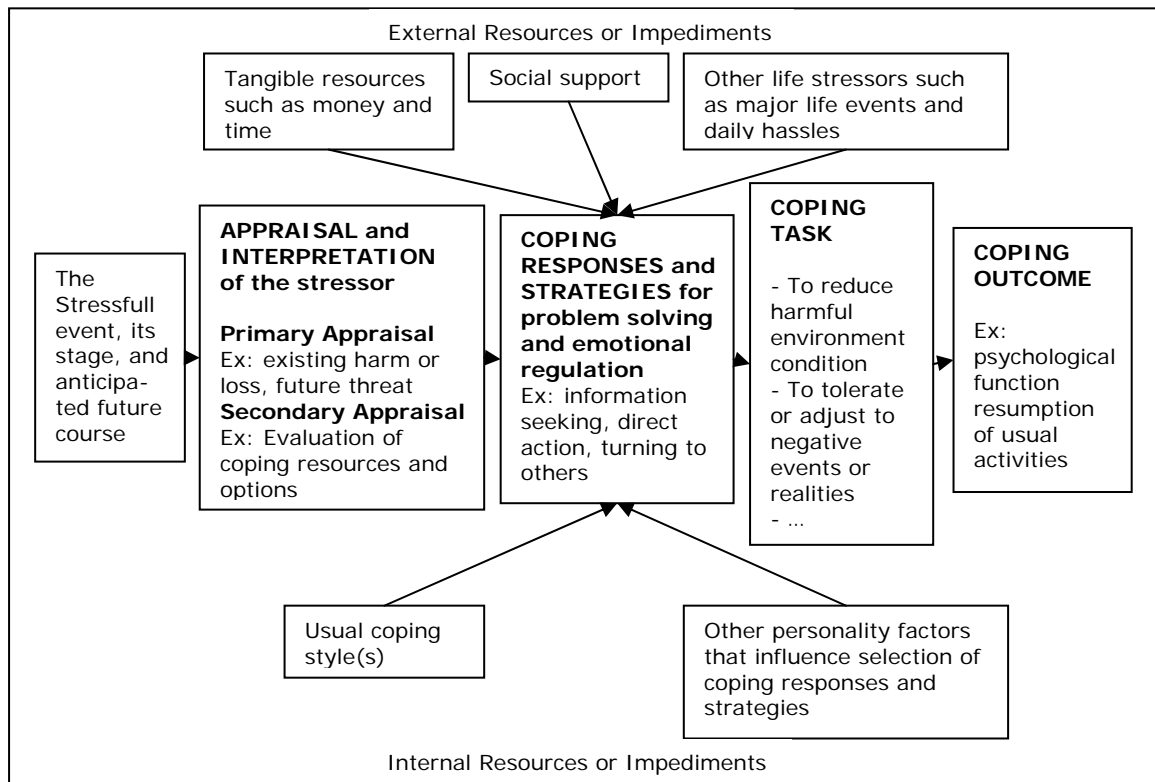 External Resources or Impediments
Tangible resources
such as money and
time
Social support
Other life stressors such
as major life events and
daily hassles
The
Stressfull
event, its
stage, and
anticipa-
ted future
course
APPRAISAL and
INTERPRETATION
of the stressor
Primary Appraisal
Ex: existing harm or
loss, future threat
Secondary Appraisal
Ex: Evaluation of
coping resources and
options
COPING
RESPONSES and
STRATEGIES for
problem solving
and emotional
regulation
Ex: information
seeking, direct
action, turning to
others
COPING
TASK
- To reduce
harmful
environment
condition
- To tolerate
or adjust to
negative
events or
realities
- ...
COPING
OUTCOME
Ex:
psychological
function
resumption
of usual
activities
Usual coping
style(s)
Other personality factors
that influence selection of
coping responses and
strategies
Internal Resources or Impediments